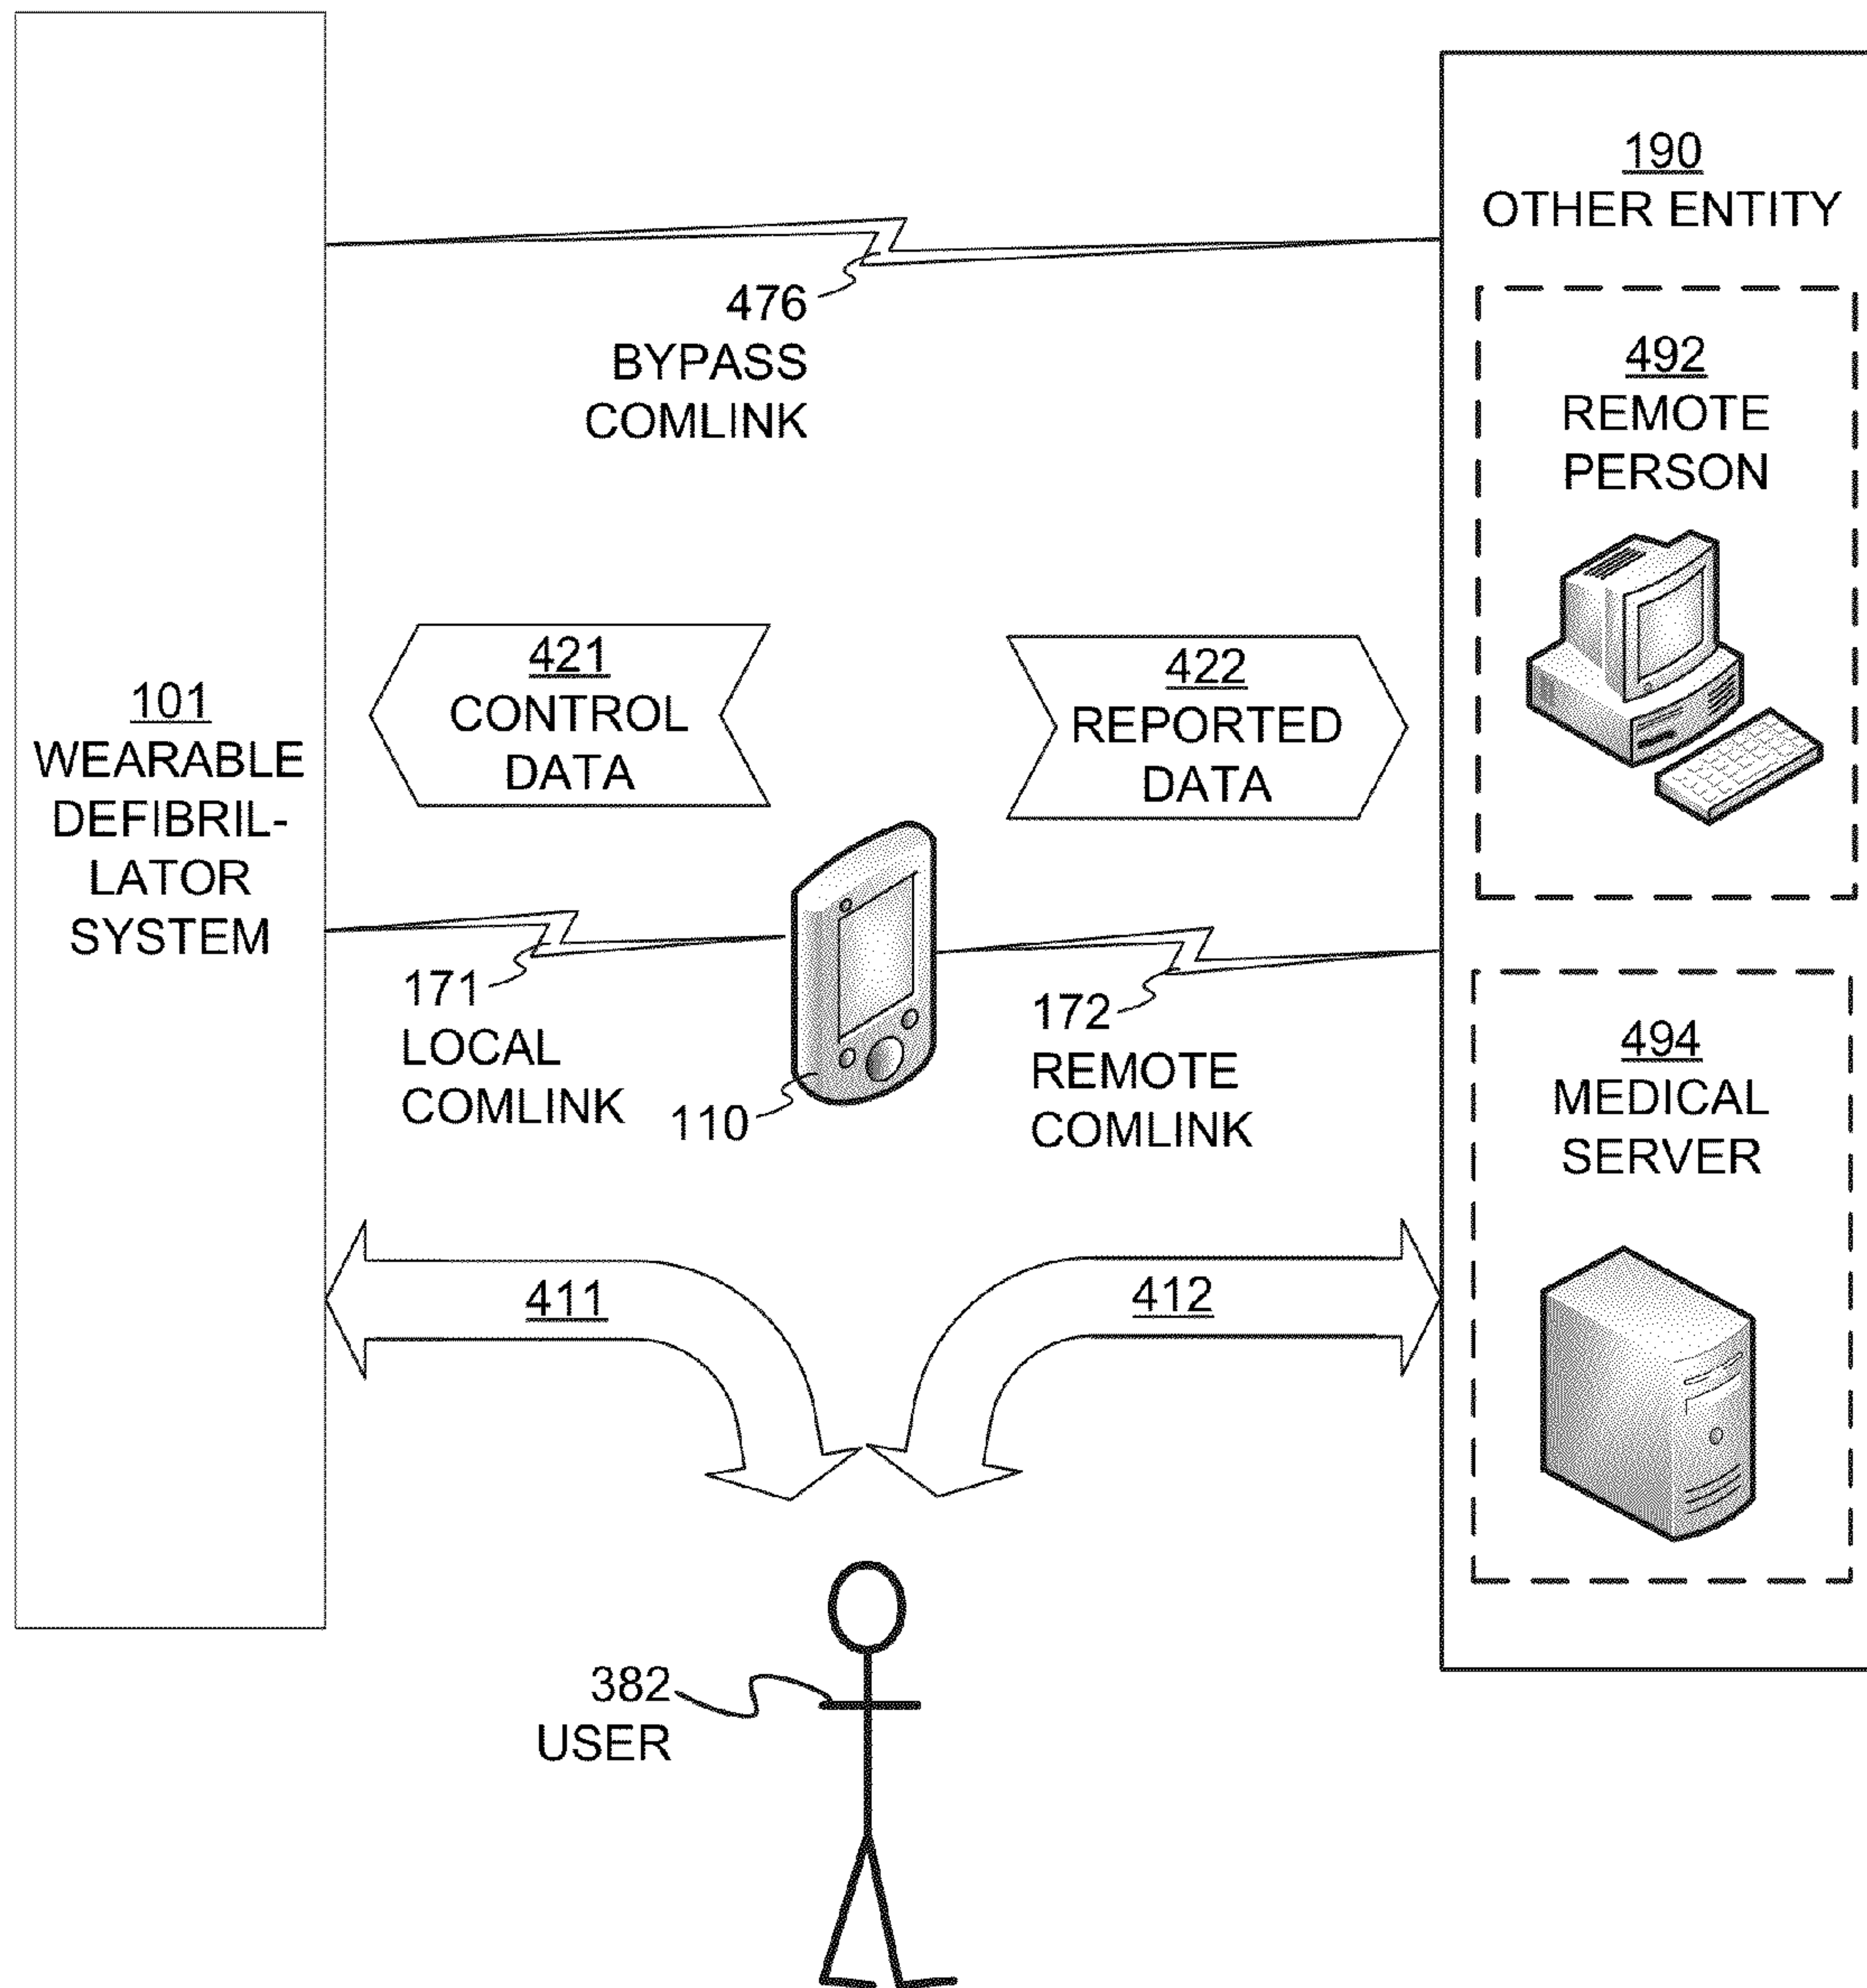 101
WEARABLE
DEFIBRIL-
LATOR
SYSTEM
476
BYPASS
COMLINK
421
CONTROL
DATA
422
REPORTED
DATA
171
LOCAL
COMLINK
110
172
REMOTE
COMLINK
411
412
382
USER
190
OTHER ENTITY
492
REMOTE
PERSON
494
MEDICAL
SERVER